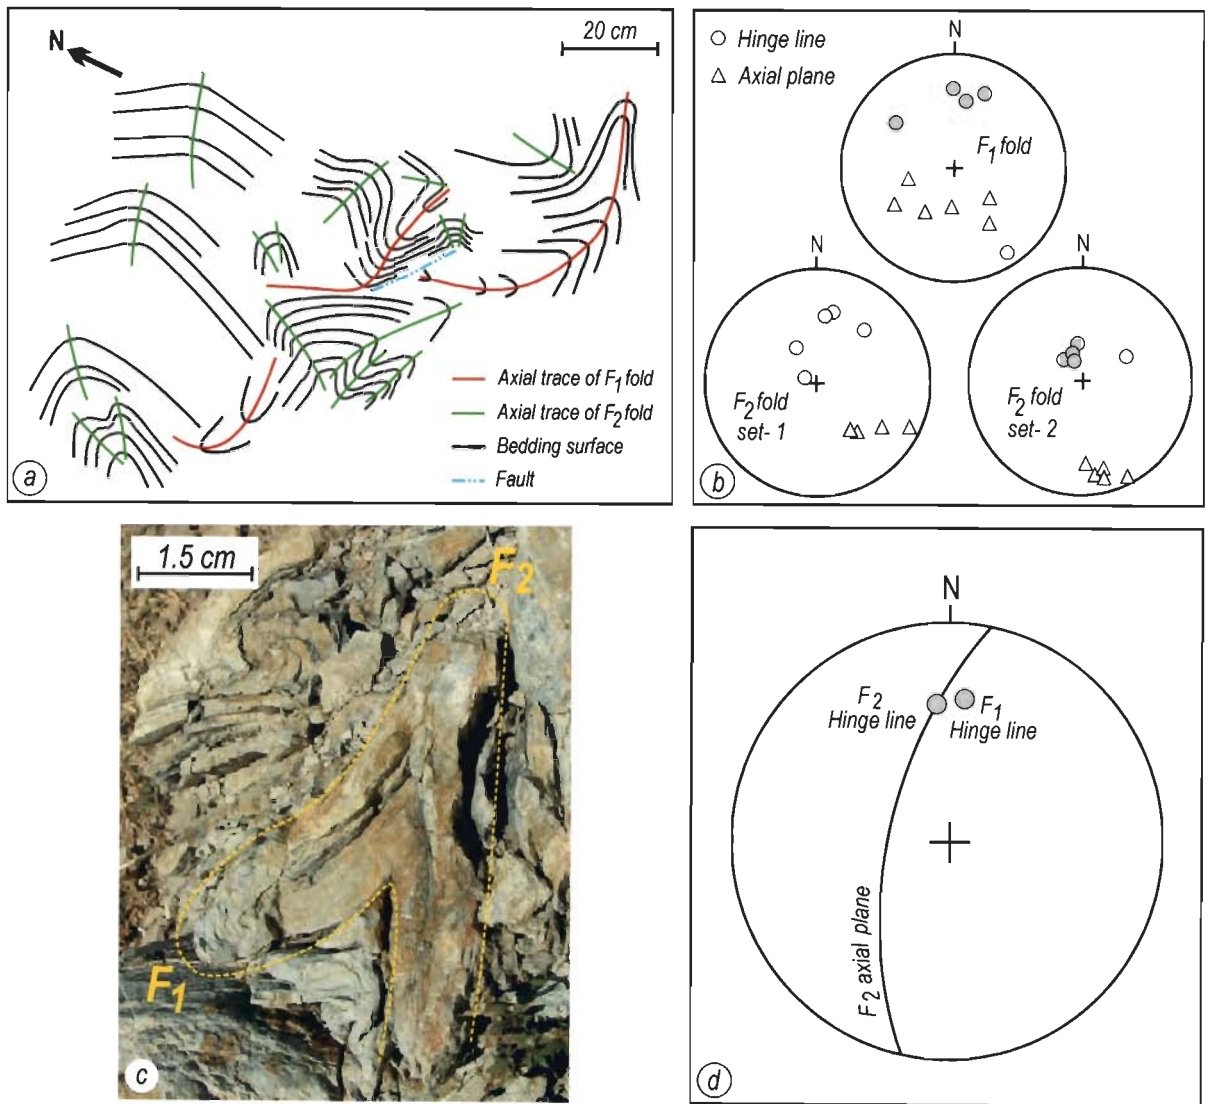 N
20 cm
Axial trace of F1 fold
Axial trace of F2 fold
Bedding surface
Fault
a
Hinge line
Axial plane
N
F1 fold
N
F2 fold
set- 1
N
F2 fold
set- 2
b
1.5 cm
F2
F1
c
N
F2
Hinge line
F1
Hinge line
F2 axial plane
d